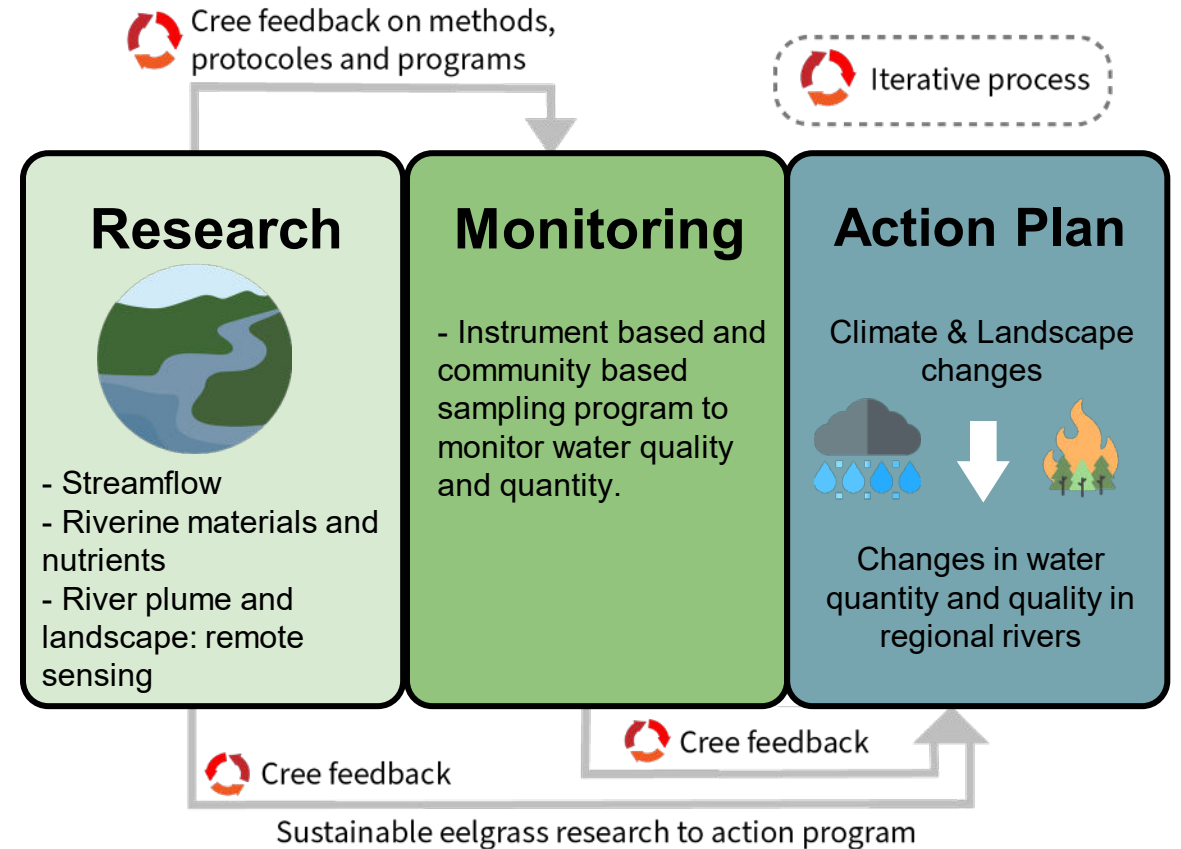 Cree feedback on methods,
protocoles and programs
Iterative process
Research
- Streamflow
- Riverine materials and
nutrients
- River plume and
landscape: remote
sensing
Monitoring
- Instrument based and
community based
sampling program to
monitor water quality
and quantity.
Action Plan
Climate & Landscape
changes
Changes in water
quantity and quality in
regional rivers
Cree feedback
Cree feedback
Sustainable eelgrass research to action program